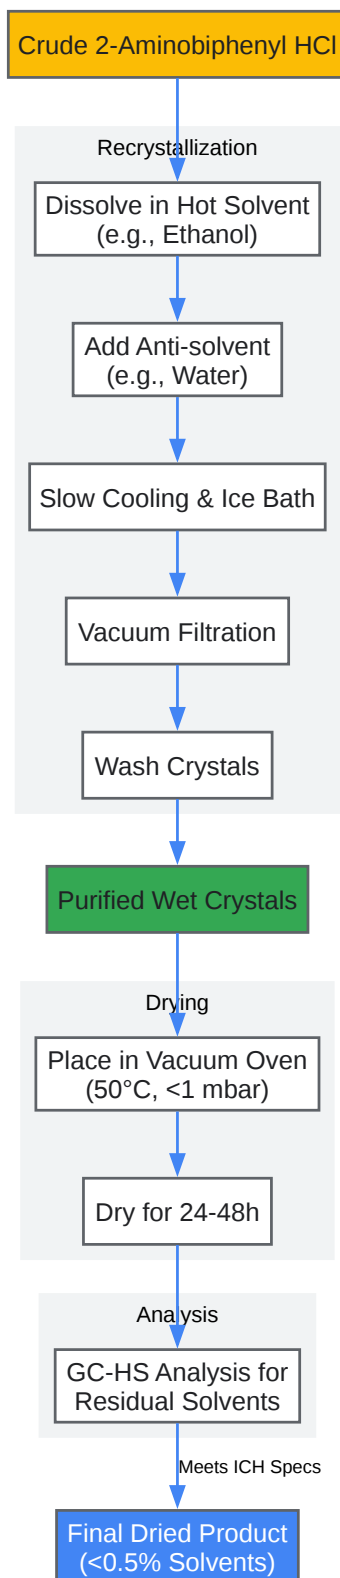 Crude 2-Aminobiphenyl HCl
Recrystallization
Dissolve in Hot Solvent
(e.g., Ethanol)
Add Anti-solvent
(e.g., Water)
Slow Cooling & Ice Bath
Vacuum Filtration
Wash Crystals
Purified Wet Crystals
Drying
Place in Vacuum Oven
(50°C, <1 mbar)
Dry for 24-48h
Analysis
GC-HS Analysis for
Residual Solvents
Meets ICH Specs
Final Dried Product
(<0.5% Solvents)